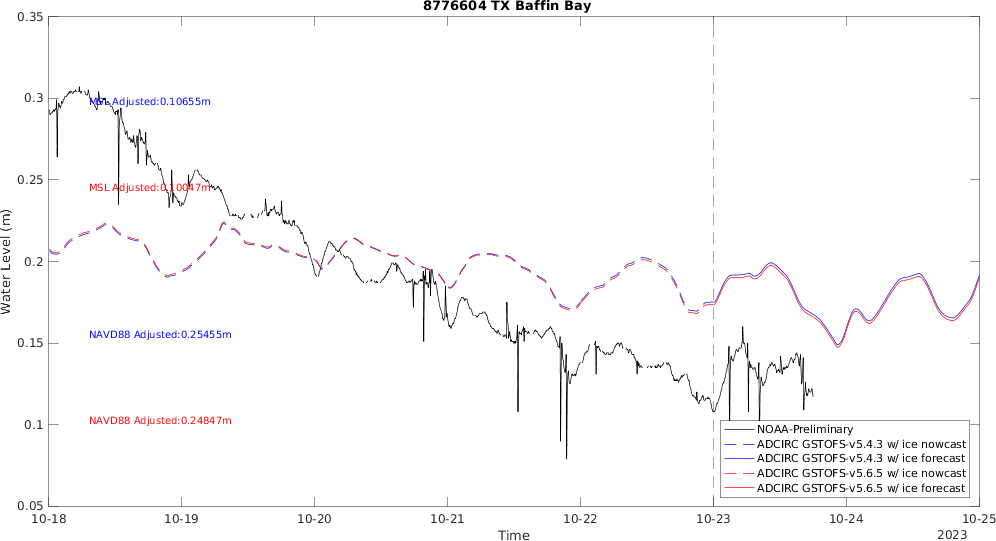 8776604 TX Baffin Bay
0.35
0.3
0.25
0.2
0.15
0.1
0.05
Water Level (m)
MSL Adjusted:0.10655m
MSL Adjusted:0.10047m
NAVD88 Adjusted:0.25455m
NAVD88 Adjusted:0.24847m
NOAA-Preliminary
ADCIRC GSTOFS-v5.4.3 w/ ice nowcast
ADCIRC GSTOFS-v5.4.3 w/ ice forecast
ADCIRC GSTOFS-v5.6.5 w/ ice nowcast
ADCIRC GSTOFS-v5.6.5 w/ ice forecast
10-18 10-19 10-20 10-21 10-22 10-23 10-24 10-25
Time
2023